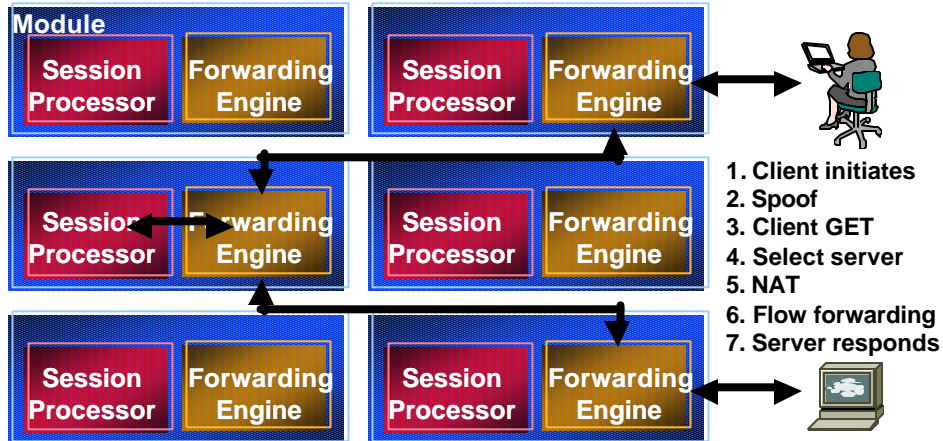 Module
Session Processor
Forwarding Engine
Session Processor
Forwarding Engine
Session Processor
Forwarding Engine
Session Processor
Forwarding Engine
Session Processor
Forwarding Engine
Session Processor
Forwarding Engine
1. Client initiates
2. Spoof
3. Client GET
4. Select server
5. NAT
6. Flow forwarding
7. Server responds